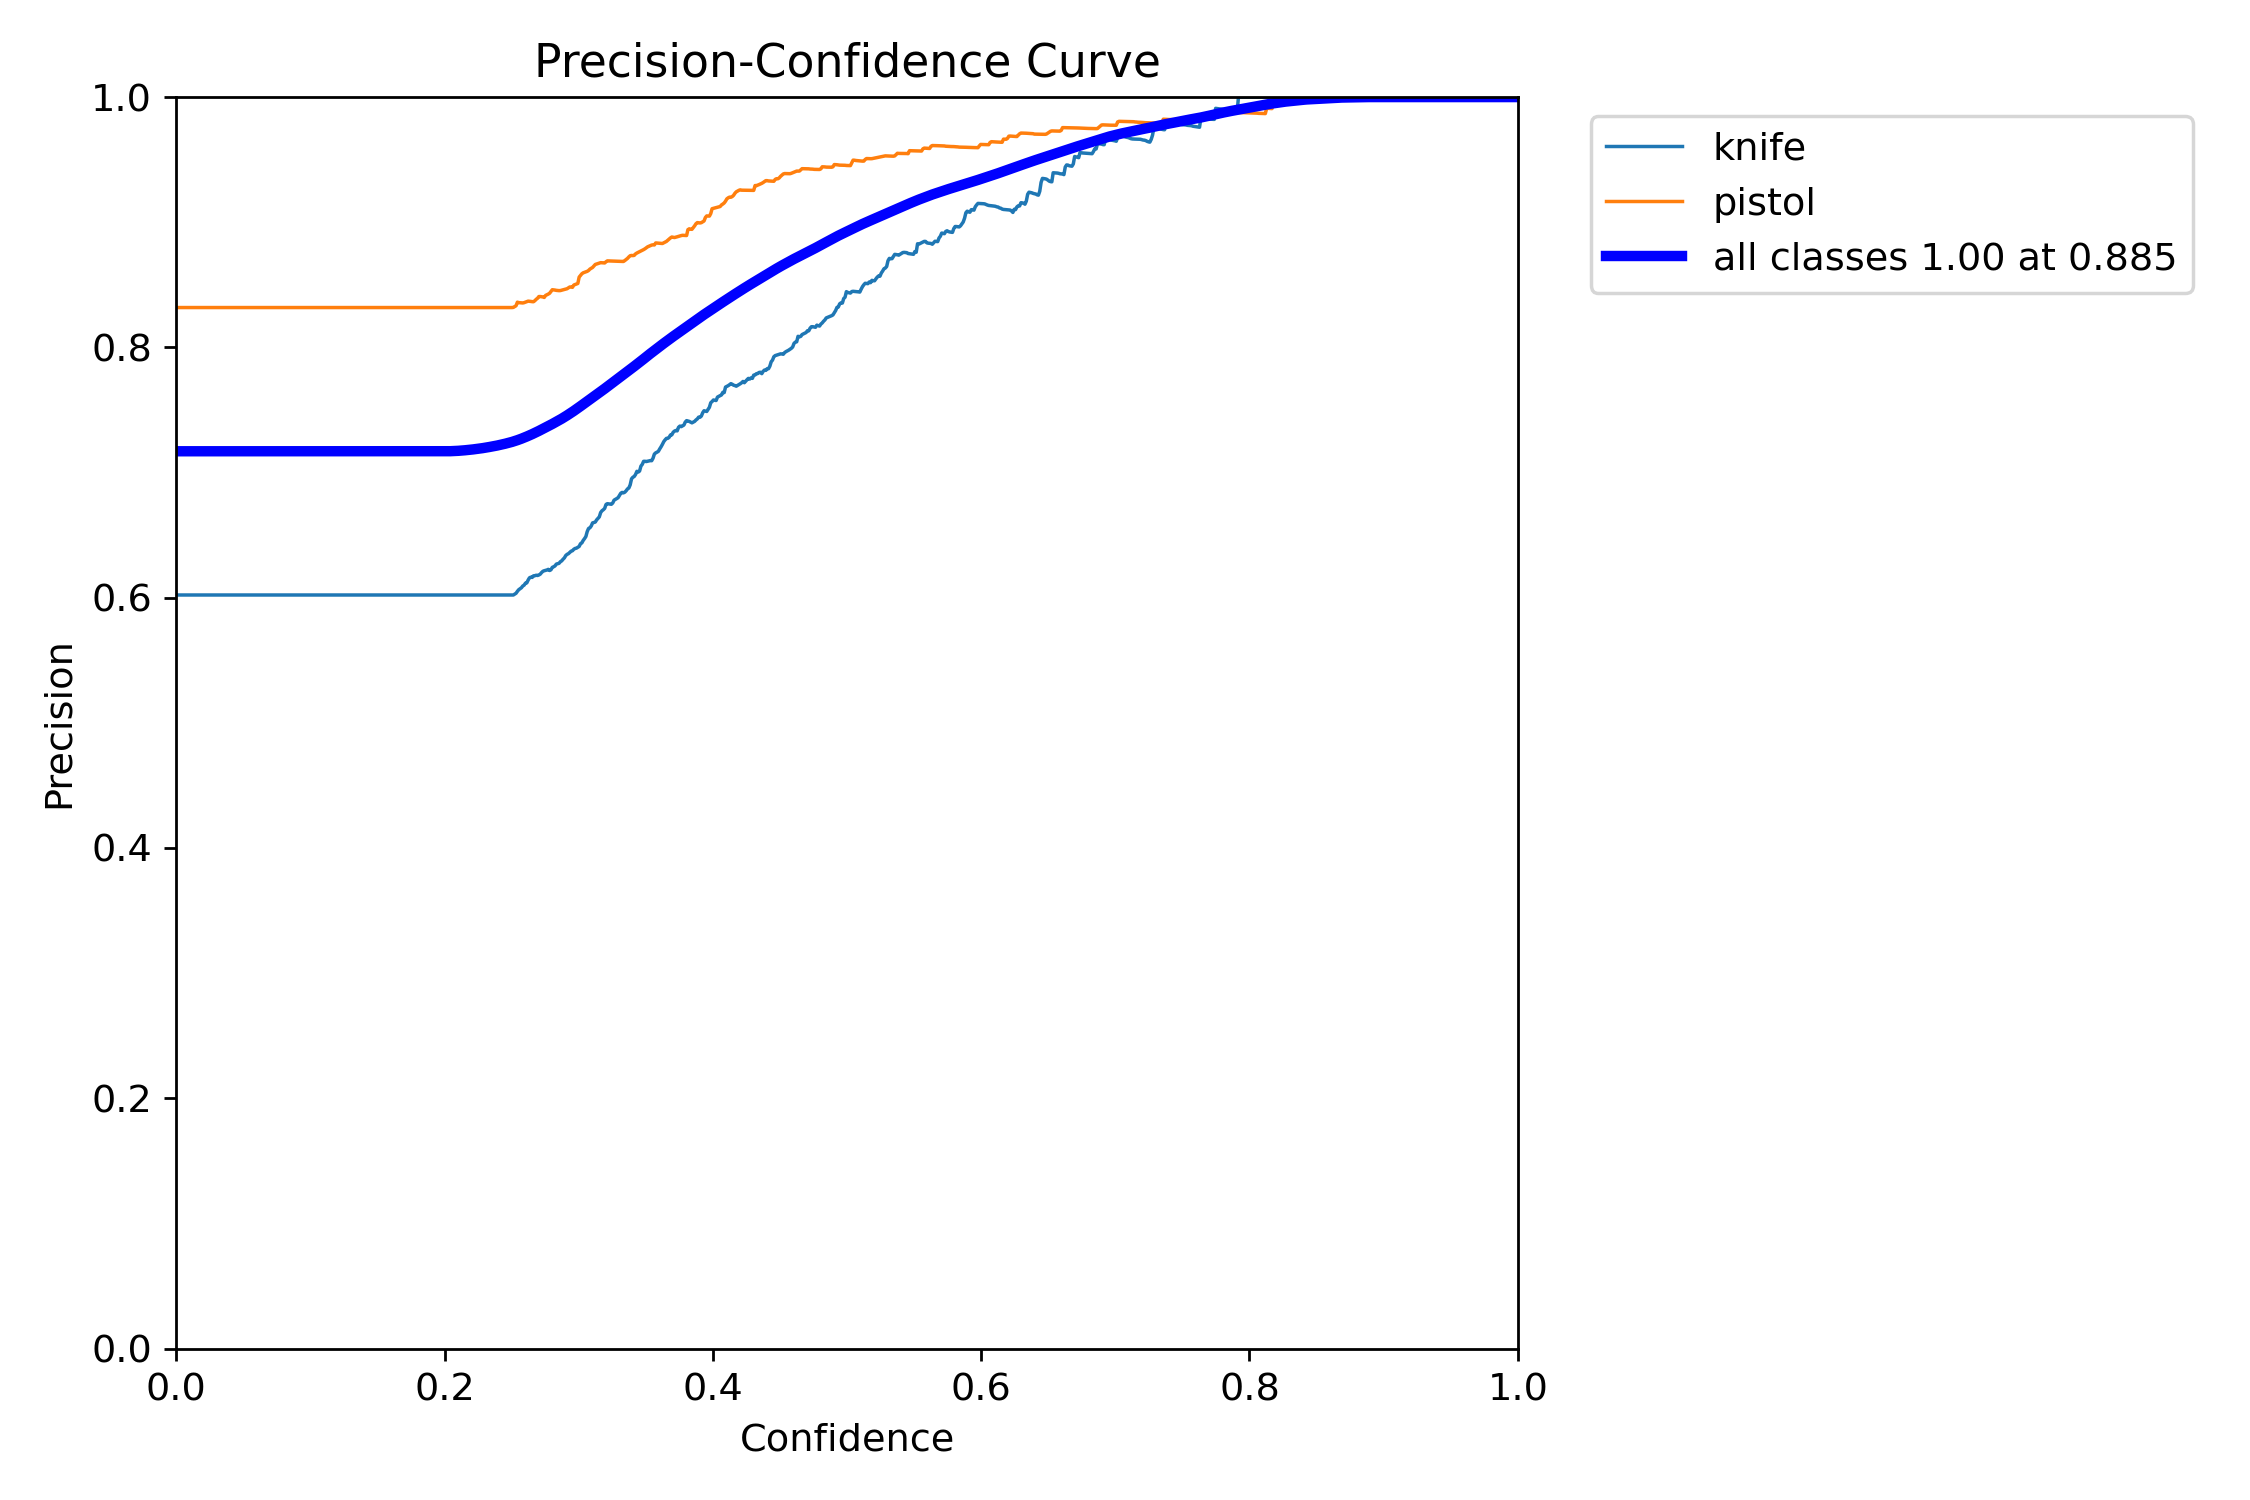 Precision-Confidence Curve
1.0
0.8
0.6
0.4
0.2
0.0
Precision
0.0 0.2 0.4 0.6 0.8 1.0
Confidence
knife
pistol
all classes 1.00 at 0.885